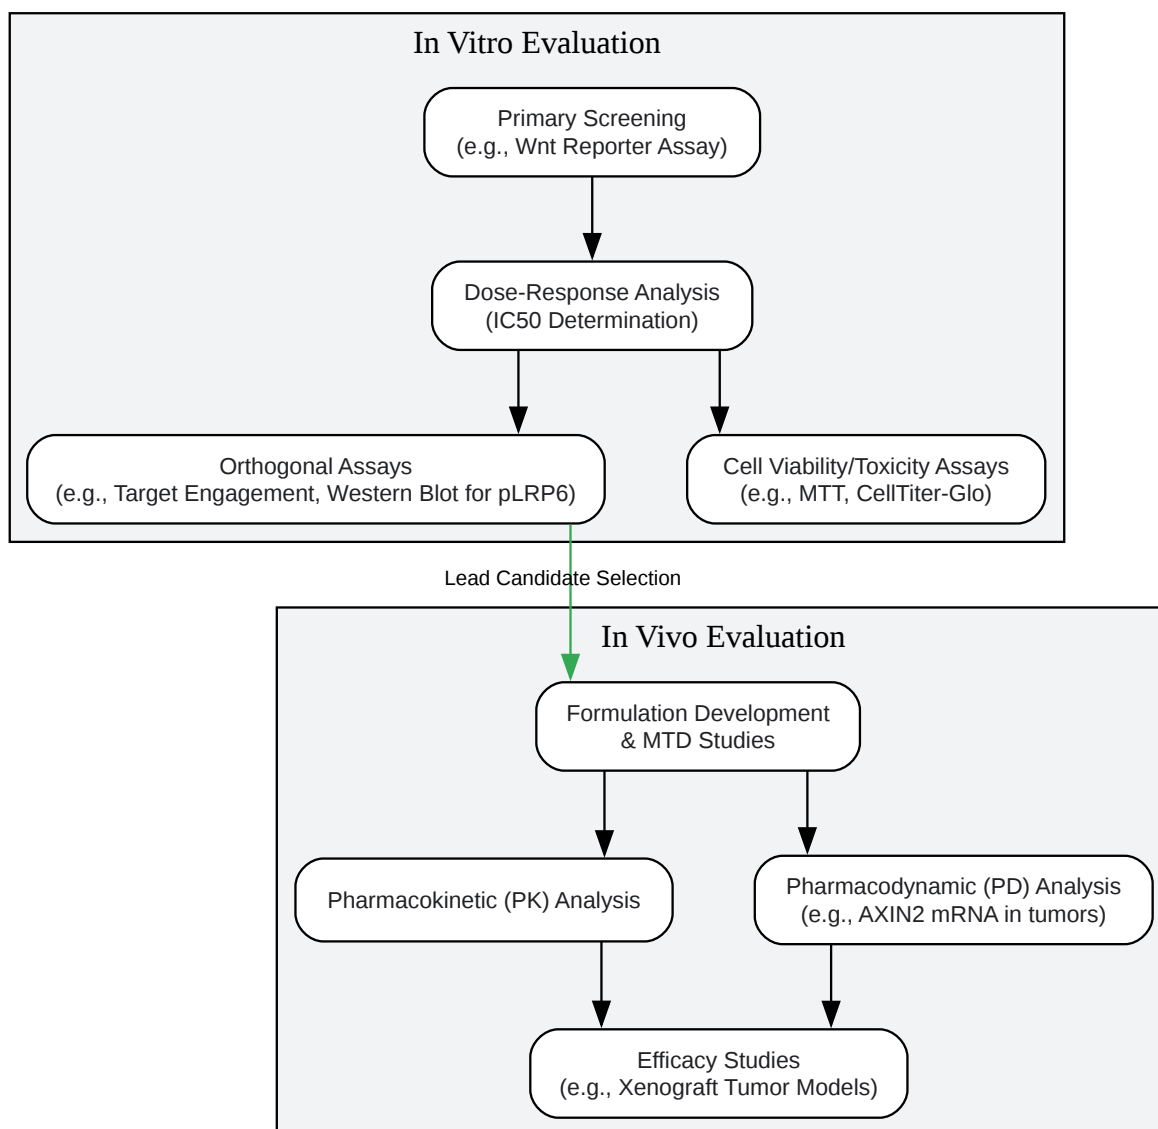 In Vitro Evaluation
Primary Screening
(e.g., Wnt Reporter Assay)
Dose-Response Analysis
(IC50 Determination)
Orthogonal Assays
(e.g., Target Engagement, Western Blot for pLRP6)
Cell Viability/Toxicity Assays
(e.g., MTT, CellTiter-Glo)
Lead Candidate Selection
In Vivo Evaluation
Formulation Development
& MTD Studies
Pharmacokinetic (PK) Analysis
Pharmacodynamic (PD) Analysis
(e.g., AXIN2 mRNA in tumors)
Efficacy Studies
(e.g., Xenograft Tumor Models)